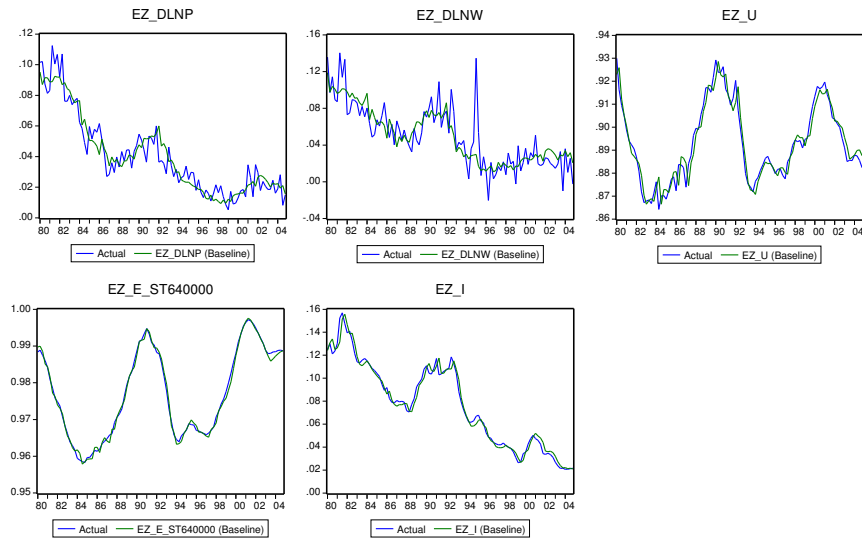 EZ_DLNP
.12
.10
.08
.06
.04
.02
.00
80 82 84 86 88 90 92 94 96 98 00 02 04
Actual EZ_DLNP (Baseline)
EZ_DLNW
.16
.12
.08
.04
.00
-.04
80 82 84 86 88 90 92 94 96 98 00 02 04
Actual EZ_DLNW (Baseline)
EZ_U
.94
.93
.92
.91
.90
.89
.88
.87
.86
80 82 84 86 88 90 92 94 96 98 00 02 04
Actual EZ_U (Baseline)
EZ_E_ST640000
1.00
0.99
0.98
0.97
0.96
0.95
80 82 84 86 88 90 92 94 96 98 00 02 04
Actual EZ_E_ST640000 (Baseline)
EZ_I
.16
.14
.12
.10
.08
.06
.04
.02
.00
80 82 84 86 88 90 92 94 96 98 00 02 04
Actual EZ_I (Baseline)